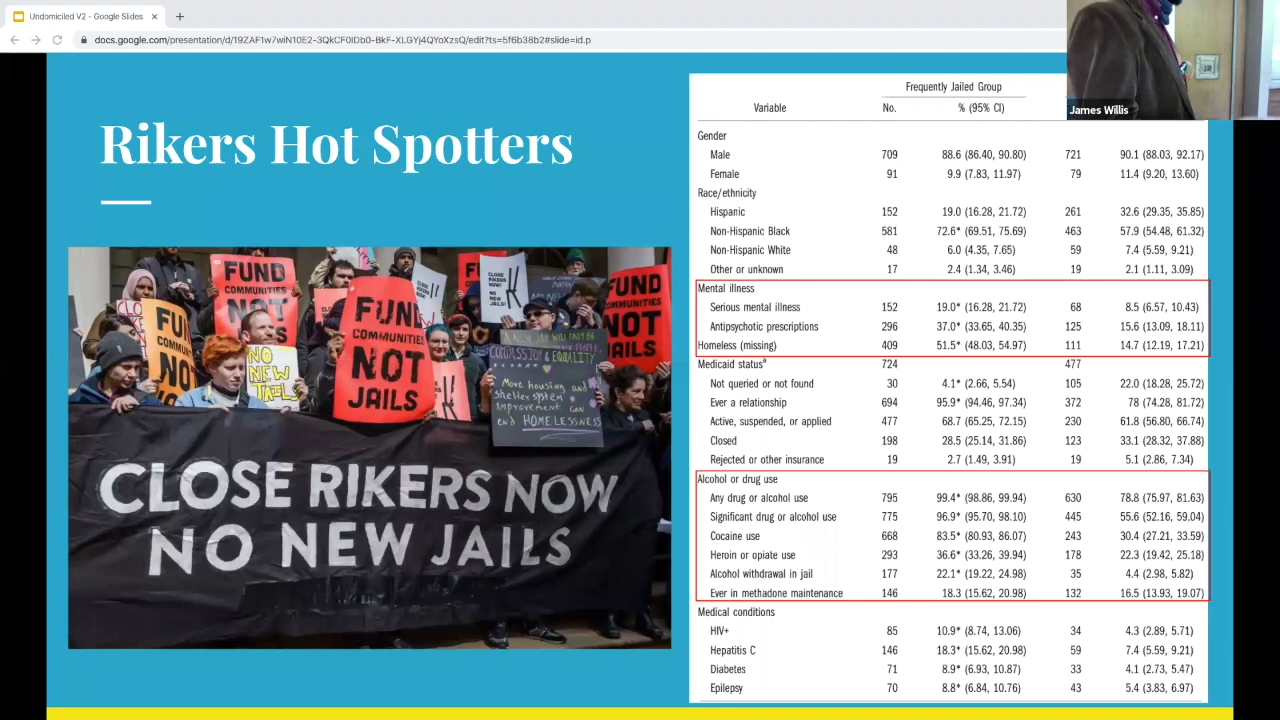 Undomiciled V2 - Google Slides
docs.google.com/presentation/d/19ZAF1w7wiN10E2-3QkCF0IDb0-BkF-XLGYj4QYoXzsQ/edit?ts=5f6b38b2#slide=id.p
James Willis
Rikers Hot Spotters
FUND
COMMUNITIES
NOT
FUND
COMMUNITIES
NOT
JAILS
CLOSE
RIKERS
NOW!
NO
NEW
JAILS!
NO
NEW
JAILS
COMPASSION & EQUALITY
Move housing and
shelter system
improvement can
end HOMELESSNESS
NOT
JAILS
CLOSE RIKERS NOW
NO NEW JAILS
Frequently Jailed Group
Variable No. % (95% CI)
Gender
Male 709 88.6 (86.40, 90.80) 721 90.1 (88.03, 92.17)
Female 91 9.9 (7.83, 11.97) 79 11.4 (9.20, 13.60)
Race/ethnicity
Hispanic 152 19.0 (16.28, 21.72) 261 32.6 (29.35, 35.85)
Non-Hispanic Black 581 72.6* (69.51, 75.69) 463 57.9 (54.48, 61.32)
Non-Hispanic White 48 6.0 (4.35, 7.65) 59 7.4 (5.59, 9.21)
Other or unknown 17 2.4 (1.34, 3.46) 19 2.1 (1.11, 3.09)
Mental illness
Serious mental illness 152 19.0* (16.28, 21.72) 68 8.5 (6.57, 10.43)
Antipsychotic prescriptions 296 37.0* (33.65, 40.35) 125 15.6 (13.09, 18.11)
Homeless (missing) 409 51.5* (48.03, 54.97) 111 14.7 (12.19, 17.21)
Medicaid statusᵃ 724 477
Not queried or not found 30 4.1* (2.66, 5.54) 105 22.0 (18.28, 25.72)
Ever a relationship 694 95.9* (94.46, 97.34) 372 78 (74.28, 81.72)
Active, suspended, or applied 477 68.7 (65.25, 72.15) 230 61.8 (56.80, 66.74)
Closed 198 28.5 (25.14, 31.86) 123 33.1 (28.32, 37.88)
Rejected or other insurance 19 2.7 (1.49, 3.91) 19 5.1 (2.86, 7.34)
Alcohol or drug use
Any drug or alcohol use 795 99.4* (98.86, 99.94) 630 78.8 (75.97, 81.63)
Significant drug or alcohol use 775 96.9* (95.70, 98.10) 445 55.6 (52.16, 59.04)
Cocaine use 668 83.5* (80.93, 86.07) 243 30.4 (27.21, 33.59)
Heroin or opiate use 293 36.6* (33.26, 39.94) 178 22.3 (19.42, 25.18)
Alcohol withdrawal in jail 177 22.1* (19.22, 24.98) 35 4.4 (2.98, 5.82)
Ever in methadone maintenance 146 18.3 (15.62, 20.98) 132 16.5 (13.93, 19.07)
Medical conditions
HIV+ 85 10.9* (8.74, 13.06) 34 4.3 (2.89, 5.71)
Hepatitis C 146 18.3* (15.62, 20.98) 59 7.4 (5.59, 9.21)
Diabetes 71 8.9* (6.93, 10.87) 33 4.1 (2.73, 5.47)
Epilepsy 70 8.8* (6.84, 10.76) 43 5.4 (3.83, 6.97)